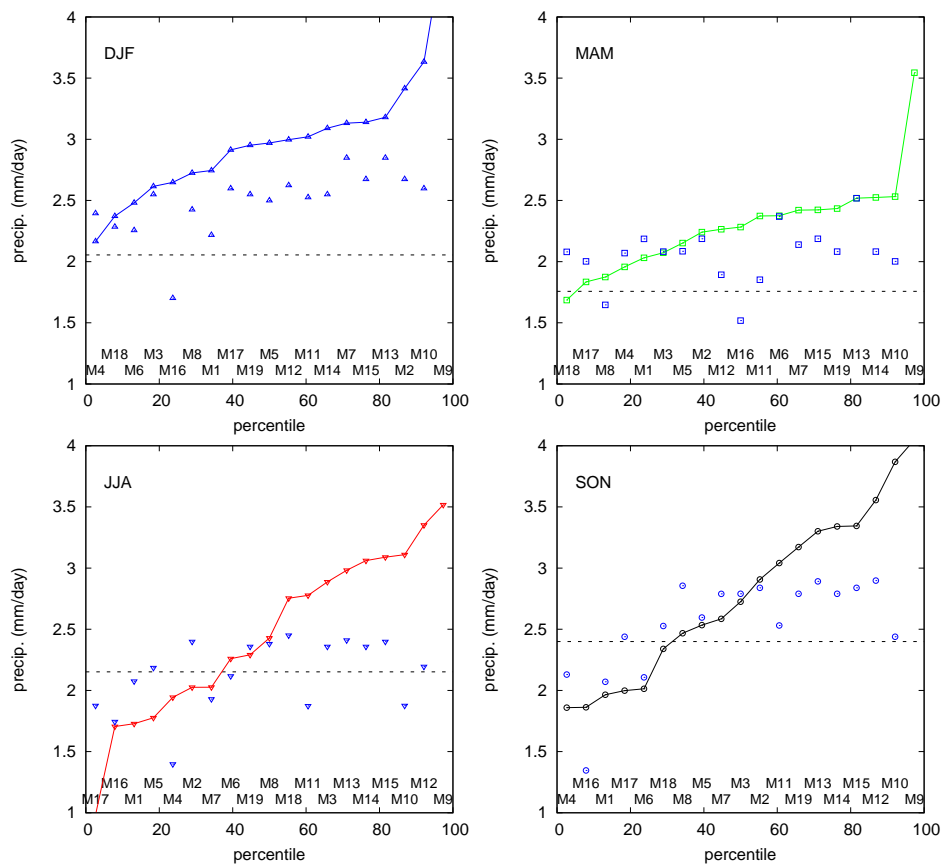 DJF
precip. (mm/day)
4
3.5
3
2.5
2
1.5
1
M18 M6 M3 M16 M8 M1 M17 M19 M5 M12 M11 M14 M7 M15 M13 M2 M10
M4 M9
0 20 40 60 80 100
percentile
MAM
precip. (mm/day)
4
3.5
3
2.5
2
1.5
1
M17 M4 M3 M2 M16 M6 M15 M13 M10
M18 M8 M1 M5 M12 M11 M7 M19 M14 M9
0 20 40 60 80 100
percentile
JJA
precip. (mm/day)
4
3.5
3
2.5
2
1.5
1
M16 M5 M2 M6 M8 M11 M13 M15 M12
M17 M1 M4 M7 M19 M18 M3 M14 M10 M9
0 20 40 60 80 100
percentile
SON
precip. (mm/day)
4
3.5
3
2.5
2
1.5
1
M16 M17 M18 M5 M3 M11 M13 M15 M10
M4 M1 M6 M8 M7 M2 M19 M14 M12 M9
0 20 40 60 80 100
percentile